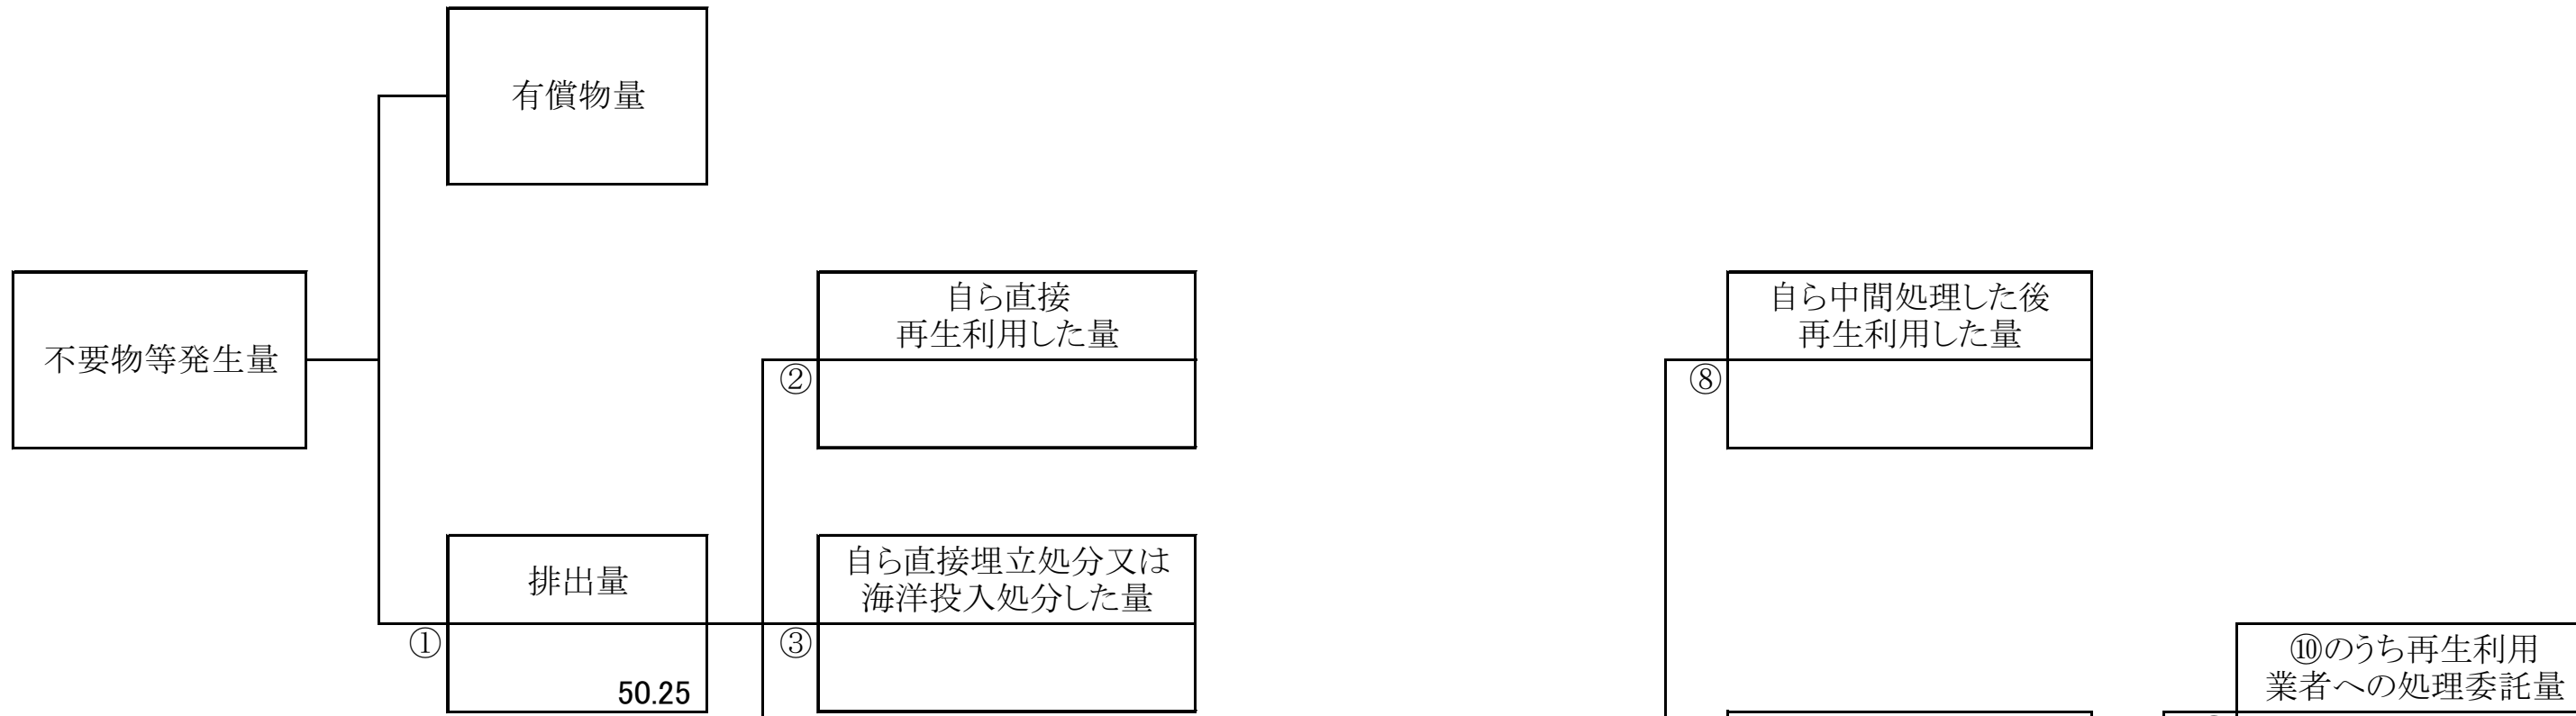 有償物量
不要物等発生量
自ら直接
再生利用した量
②
自ら中間処理した後
再生利用した量
⑧
排出量
①
50.25
自ら直接埋立処分又は
海洋投入処分した量
③
⑩のうち再生利用
業者への処理委託量